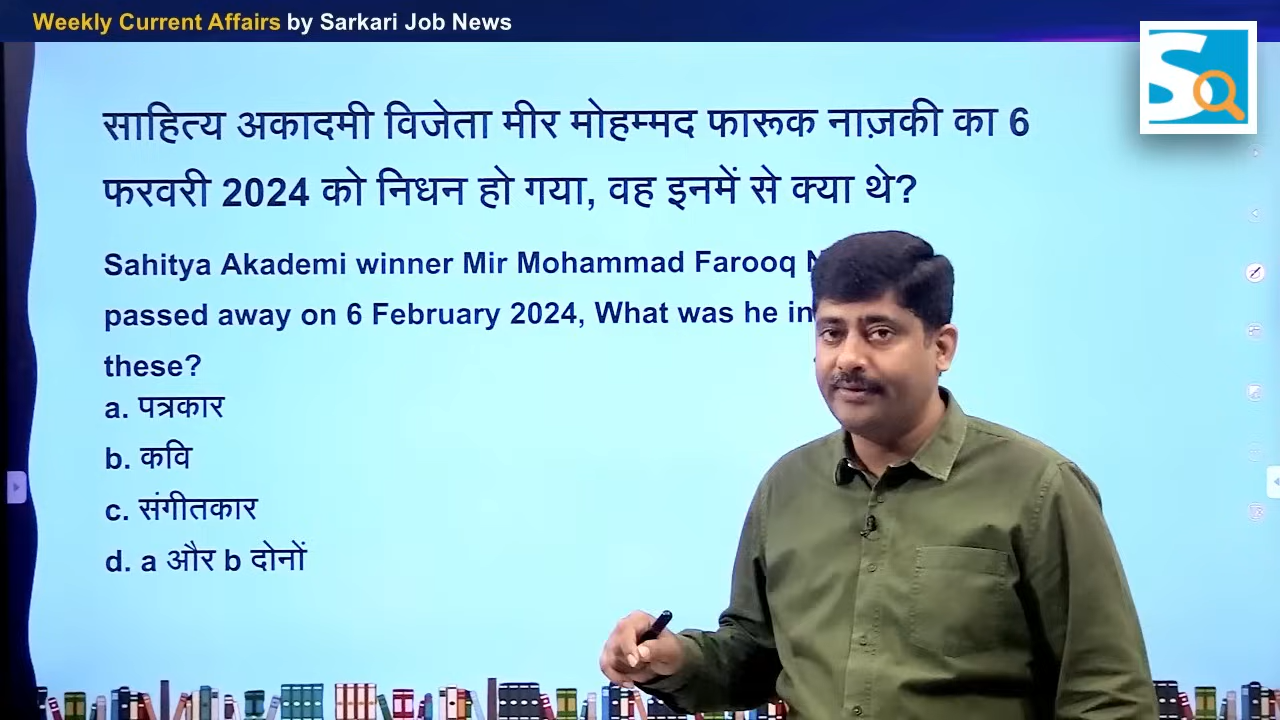 Weekly Current Affairs by Sarkari Job News
साहित्य अकादमी विजेता मीर मोहम्मद फारूक नाज़की का 6
फरवरी 2024 को निधन हो गया, वह इनमें से क्या थे?
Sahitya Akademi winner Mir Mohammad Farooq
passed away on 6 February 2024, What was he in
these?
a. पत्रकार
b. कवि
c. संगीतकार
d. a और b दोनों